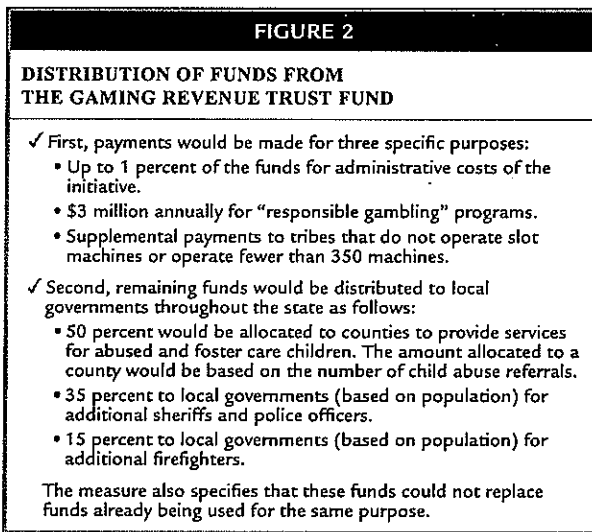 FIGURE 2
DISTRIBUTION OF FUNDS FROM
THE GAMING REVENUE TRUST FUND
✓ First, payments would be made for three specific purposes:
• Up to 1 percent of the funds for administrative costs of the
initiative.
• $3 million annually for "responsible gambling" programs.
• Supplemental payments to tribes that do not operate slot
machines or operate fewer than 350 machines.
✓ Second, remaining funds would be distributed to local
governments throughout the state as follows:
• 50 percent would be allocated to counties to provide services
for abused and foster care children. The amount allocated to a
county would be based on the number of child abuse referrals.
• 35 percent to local governments (based on population) for
additional sheriffs and police officers.
• 15 percent to local governments (based on population) for
additional firefighters.
The measure also specifies that these funds could not replace
funds already being used for the same purpose.